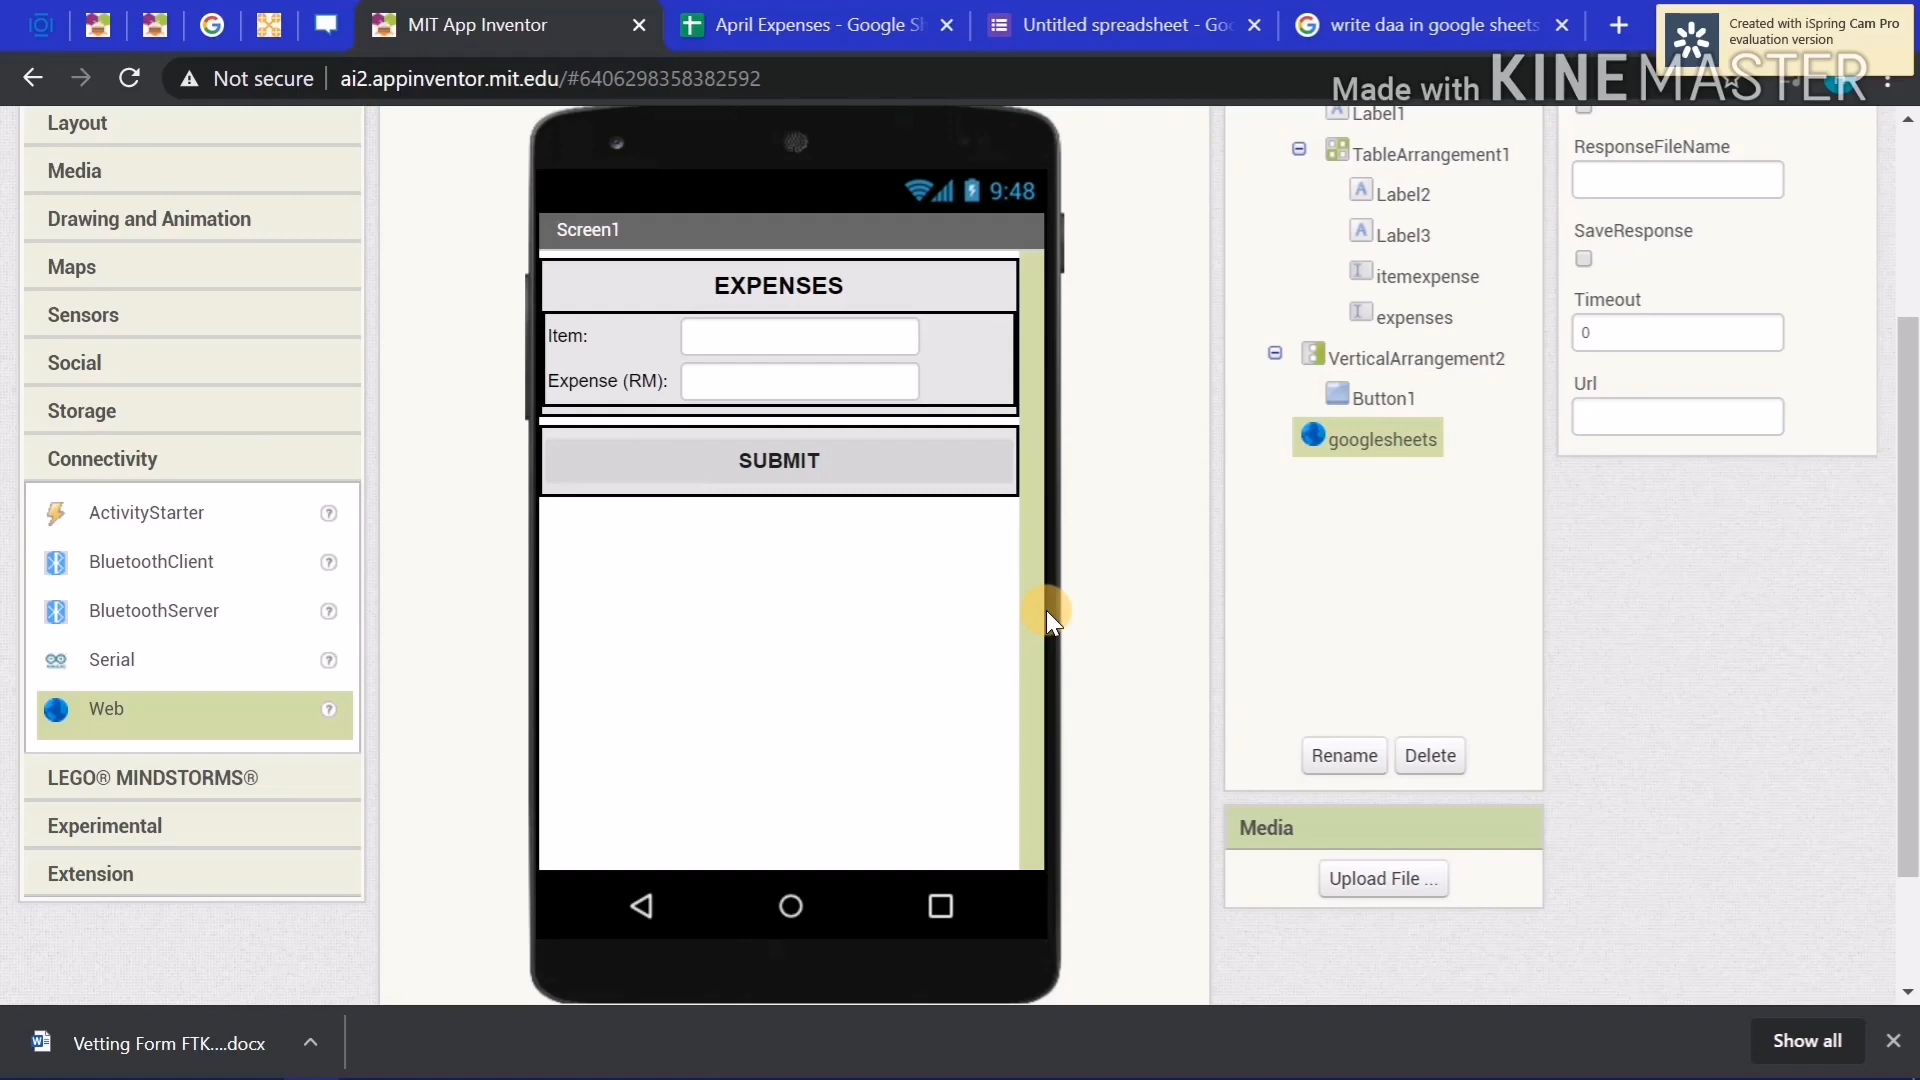 MIT App Inventor
April Expenses - Google Sh
Untitled spreadsheet - Goo
write daa in google sheets
Created with iSpring Cam Pro
evaluation version
Not secure
ai2.appinventor.mit.edu/#6406298358382592
Made with KINEMASTER
Layout
Media
Drawing and Animation
Maps
Sensors
Social
Storage
Connectivity
ActivityStarter
BluetoothClient
BluetoothServer
Serial
Web
LEGO® MINDSTORMS®
Experimental
Extension
9:48
Screen1
EXPENSES
Item:
Expense (RM):
SUBMIT
Label1
TableArrangement1
Label2
Label3
itemexpense
expenses
VerticalArrangement2
Button1
googlesheets
Rename
Delete
Media
Upload File ...
ResponseFileName
SaveResponse
Timeout
0
Url
Vetting Form FTK....docx
Show all